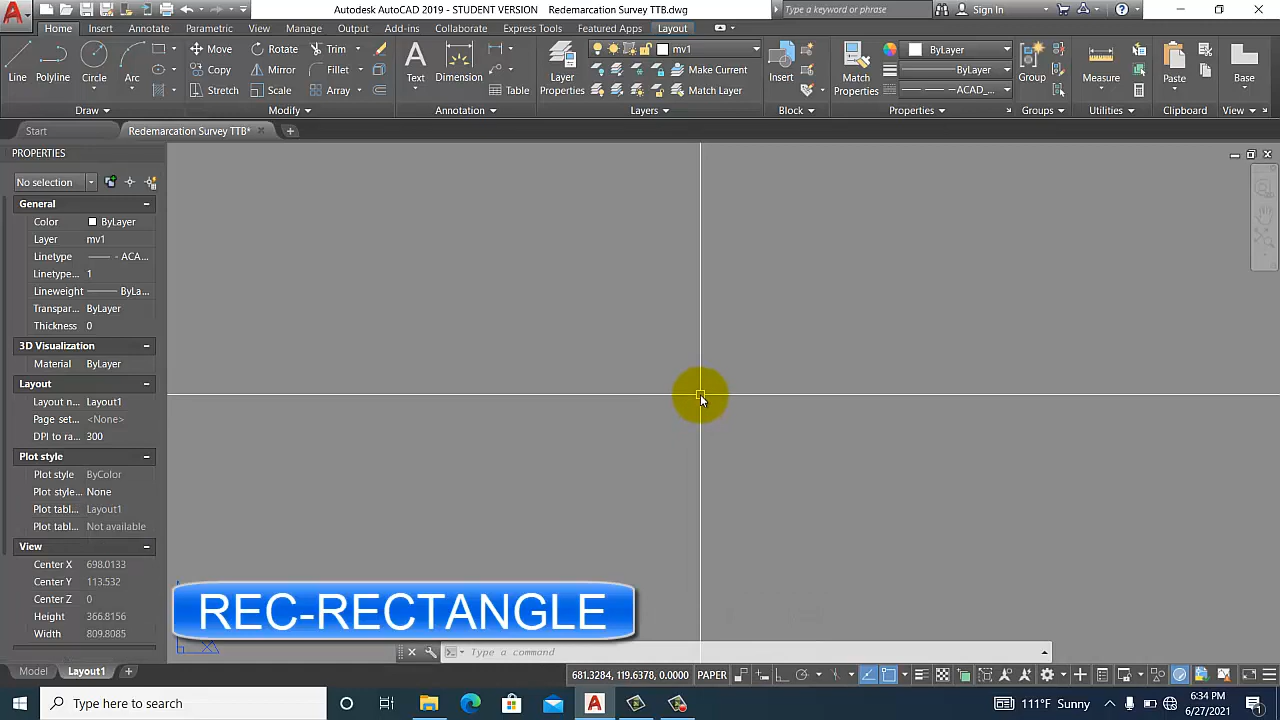 Autodesk AutoCAD 2019 - STUDENT VERSION Redemarcation Survey TTB.dwg
Type a keyword or phrase
Sign In
Home Insert Annotate Parametric View Manage Output Add-ins Collaborate Express Tools Featured Apps Layout
Line Polyline Circle Arc
Move Rotate Trim
Copy Mirror Fillet
Stretch Scale Array
Text Dimension Table
Layer Properties
mv1
Make Current
Match Layer
Insert
Match Properties
ByLayer
ByLayer
ACAD_...
Group
Measure
Paste
Base
Draw Modify Annotation Layers Block Properties Groups Utilities Clipboard View
Start Redemarcation Survey TTB*
PROPERTIES
No selection
General
Color ByLayer
Layer mv1
Linetype ACA...
Linetype... 1
Lineweight ByLa...
Transpar... ByLayer
Thickness 0
3D Visualization
Material ByLayer
Layout
Layout n... Layout1
Page set... <None>
DPI to ra... 300
Plot style
Plot style ByColor
Plot style... None
Plot tabl... Layout1
Plot tabl... Not available
View
Center X 698.0133
Center Y 113.532
Center Z 0
Height 366.8156
Width 809.8085
REC-RECTANGLE
X
Type a command
Model Layout1
681.3284, 119.6378, 0.0000 PAPER
Type here to search
111°F Sunny
6:34 PM
6/27/2021
1